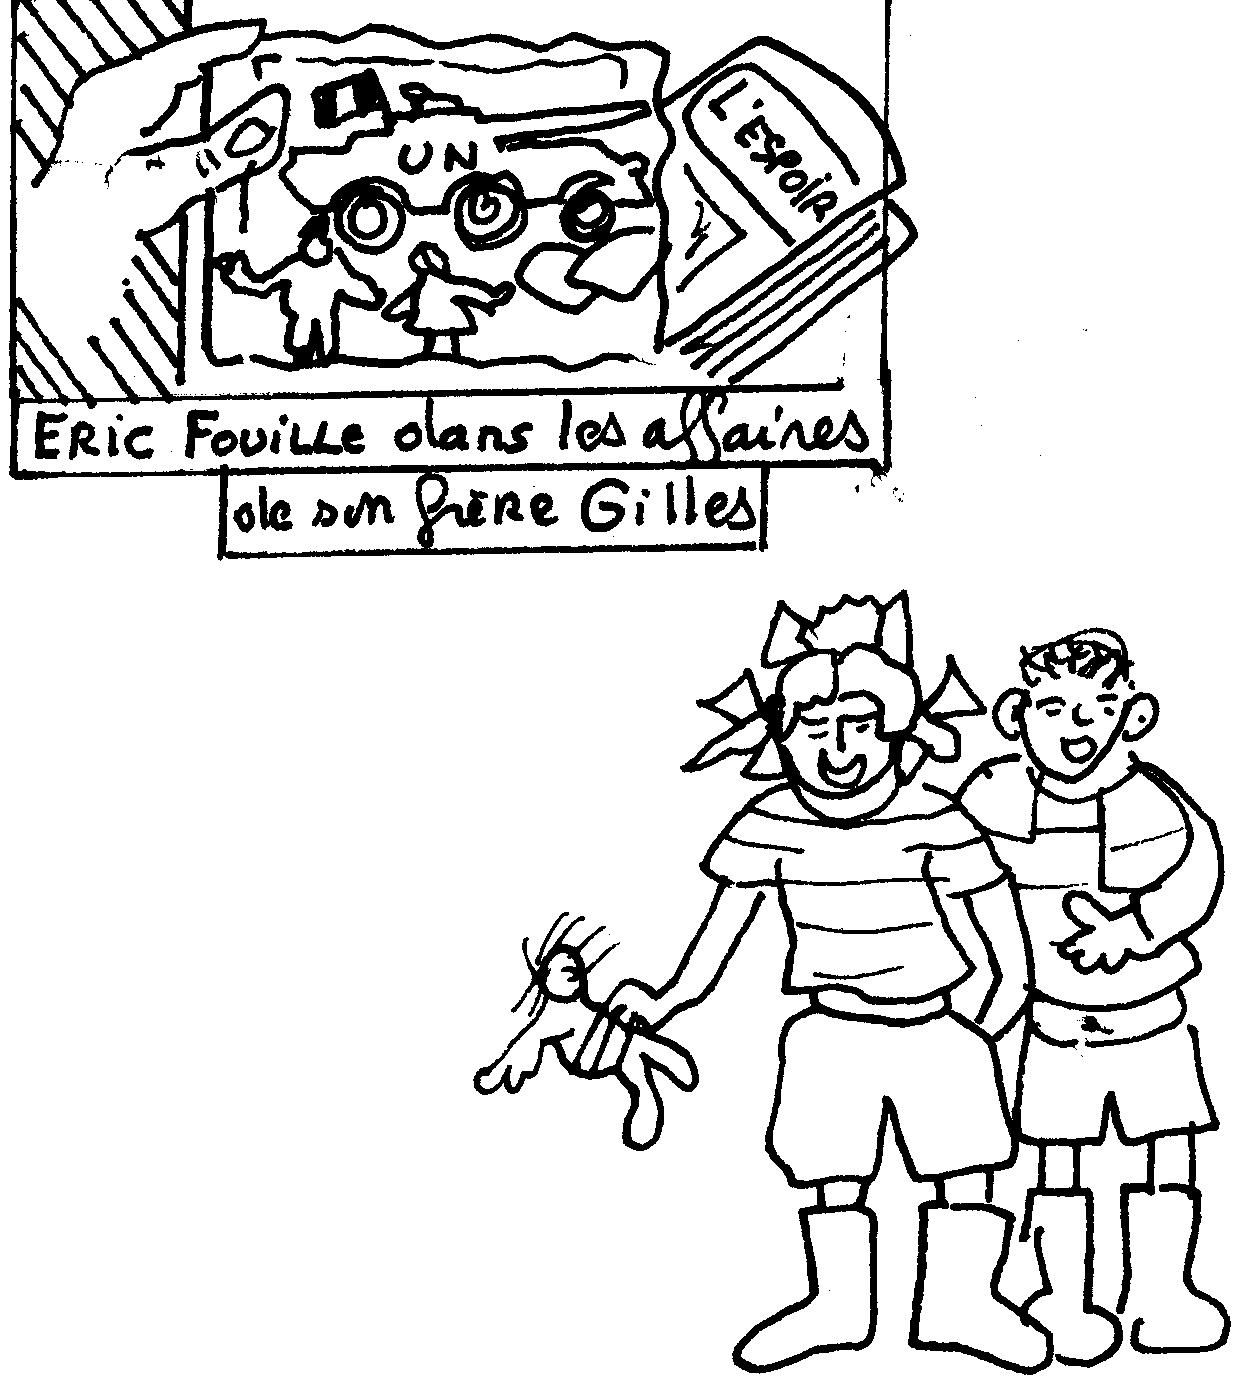 UN
L'ESPOIR
ERIC FOUILLE dans les affaires
de son frère Gilles